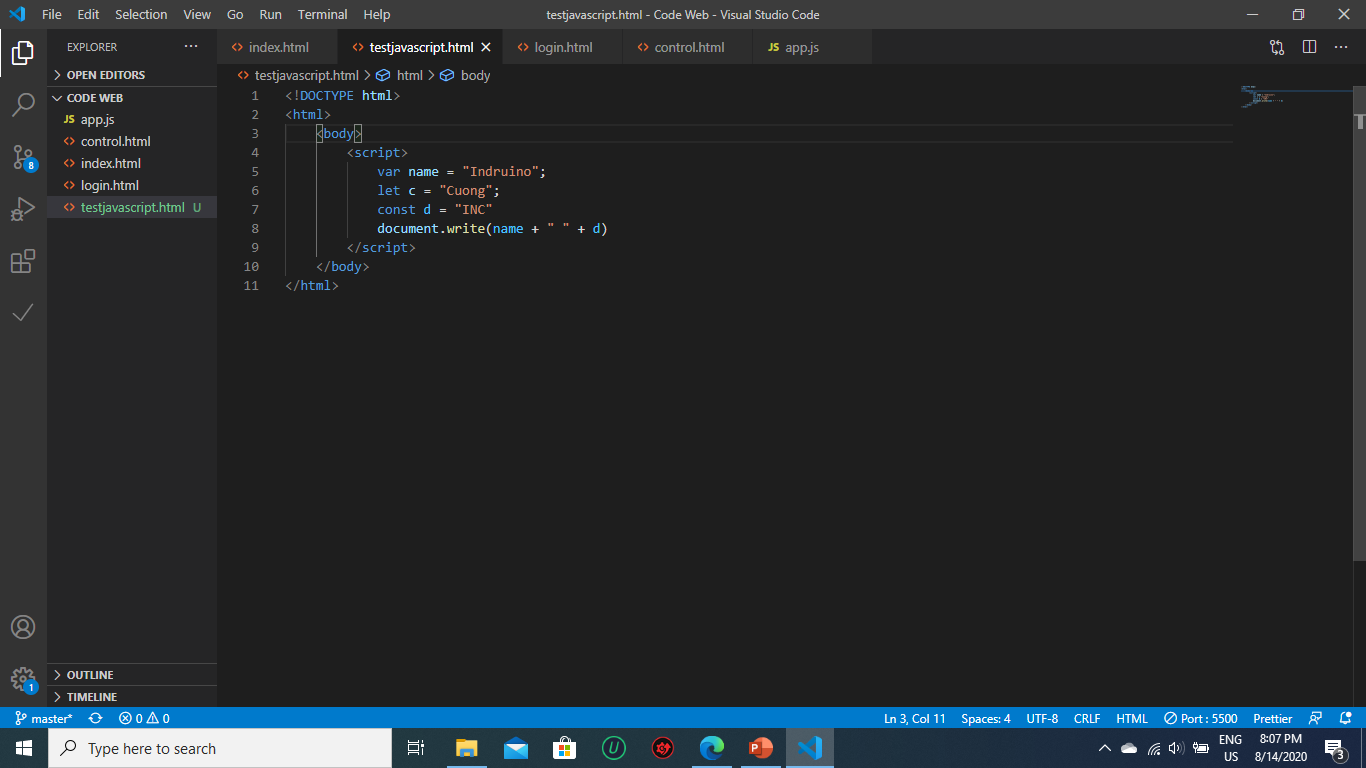 File Edit Selection View Go Run Terminal Help
testjavascript.html - Code Web - Visual Studio Code
EXPLORER ···
index.html testjavascript.html login.html control.html JS app.js
OPEN EDITORS
CODE WEB
JS app.js
control.html
index.html
login.html
testjavascript.html U
8
testjavascript.html > html > body
1 <!DOCTYPE html>
2 <html>
3 <body>
4 <script>
5 var name = "Indruino";
6 let c = "Cuong";
7 const d = "INC"
8 document.write(name + " " + d)
9 </script>
10 </body>
11 </html>
OUTLINE
TIMELINE
1
master* 0 0 Ln 3, Col 11 Spaces: 4 UTF-8 CRLF HTML Port : 5500 Prettier
Type here to search
ENG
US
8:07 PM
8/14/2020
3